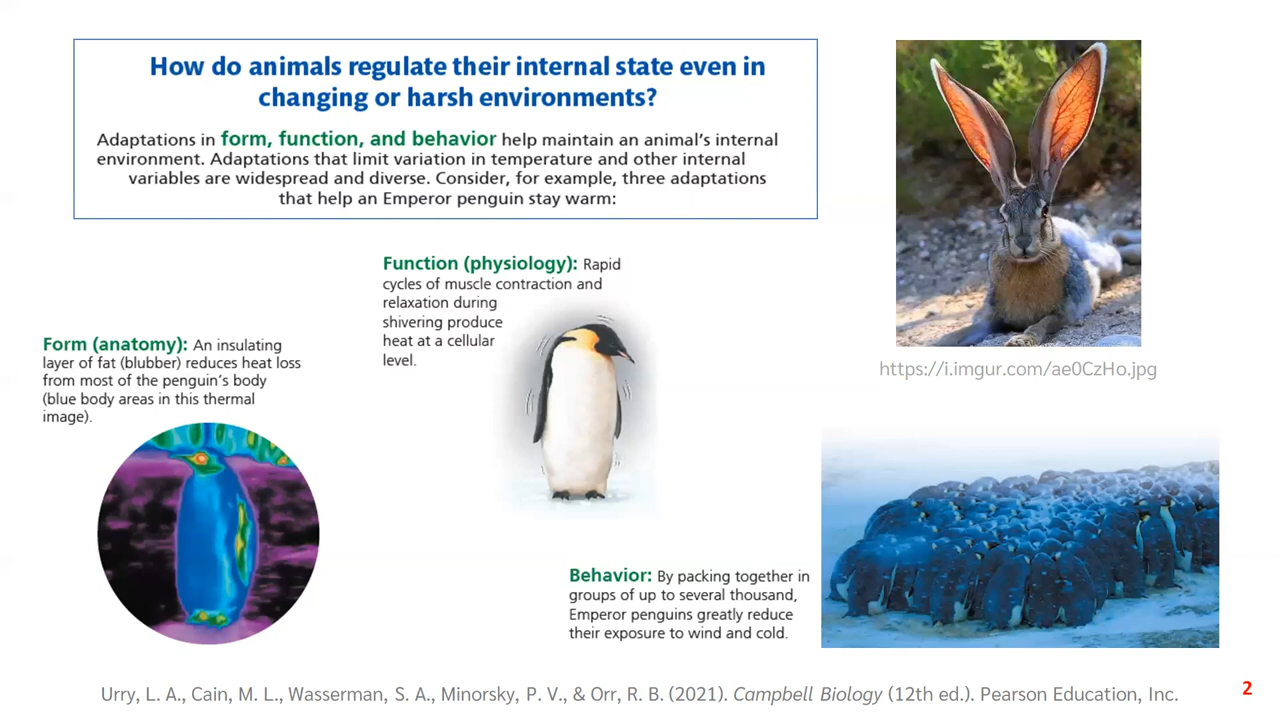 How do animals regulate their internal state even in
changing or harsh environments?
Adaptations in form, function, and behavior help maintain an animal's internal
environment. Adaptations that limit variation in temperature and other internal
variables are widespread and diverse. Consider, for example, three adaptations
that help an Emperor penguin stay warm:
https://i.imgur.com/ae0CzHo.jpg
Function (physiology): Rapid
cycles of muscle contraction and
relaxation during
shivering produce
heat at a cellular
level.
Form (anatomy): An insulating
layer of fat (blubber) reduces heat loss
from most of the penguin's body
(blue body areas in this thermal
image).
Behavior: By packing together in
groups of up to several thousand,
Emperor penguins greatly reduce
their exposure to wind and cold.
Urry, L. A., Cain, M. L., Wasserman, S. A., Minorsky, P. V., & Orr, R. B. (2021). Campbell Biology (12th ed.). Pearson Education, Inc.
2